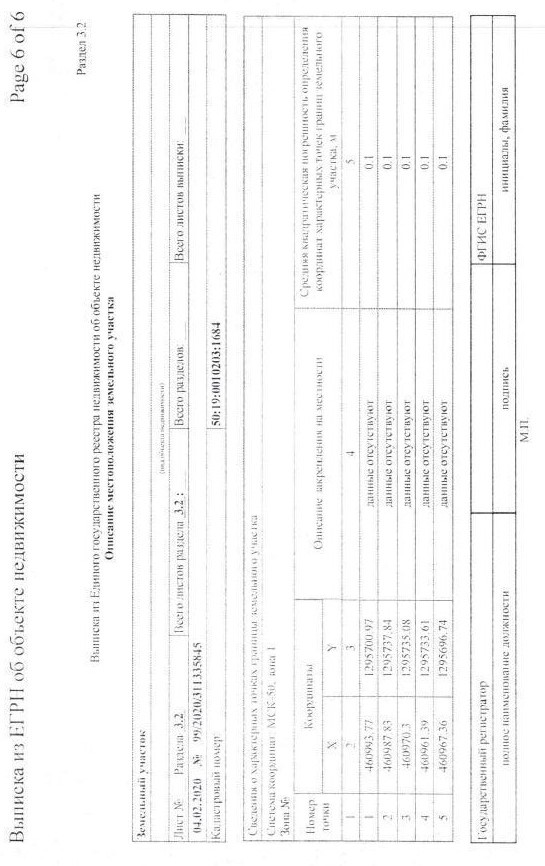 Выписка из ЕГРН об объекте недвижимости Page 6 of 6
Раздел 3.2
Выписка из Единого государственного реестра недвижимости об объекте недвижимости
Описание местоположения земельного участка
Земельный участок
(вид объекта недвижимости)
Лист № Раздела 3.2 Всего листов раздела 3.2 : Всего разделов: Всего листов выписки:
04.02.2020 № 99/2020/311335845
Кадастровый номер 50:19:0010203:1684
Сведения о характерных точках границы земельного участка
Система координат: МСК-50, зона 1
Зона №
Номер точки Координаты Описание закрепления на местности Средняя квадратическая погрешность определения координат характерных точек границ земельного участка, м
X Y
1 2 3 4 5
1 460993.77 1295700.97 данные отсутствуют 0.1
2 460987.83 1295737.84 данные отсутствуют 0.1
3 460970.3 1295735.08 данные отсутствуют 0.1
4 460961.39 1295733.61 данные отсутствуют 0.1
5 460967.36 1295696.74 данные отсутствуют 0.1
Государственный регистратор ФГИС ЕГРН
полное наименование должности подпись инициалы, фамилия
М.П.